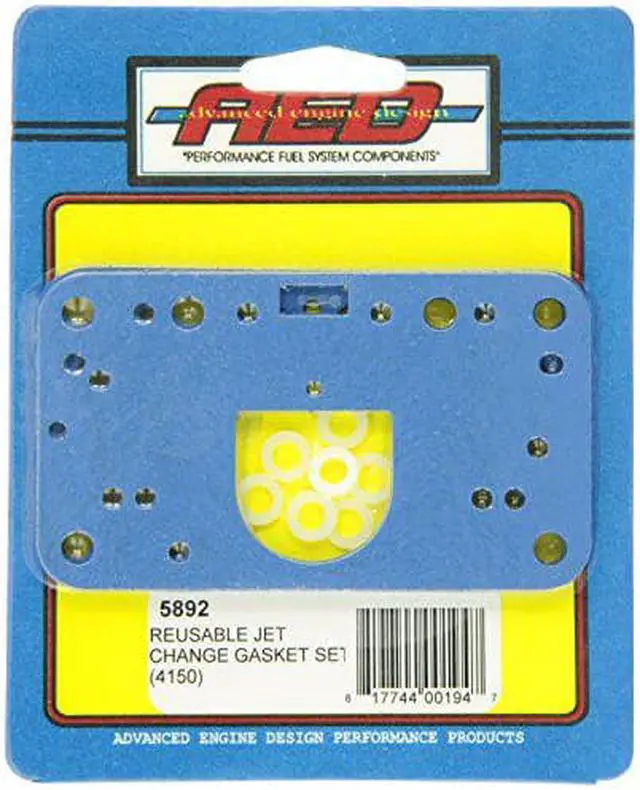 AED
advanced engine design
"PERFORMANCE FUEL SYSTEM COMPONENTS"
5892
REUSABLE JET
CHANGE GASKET SET
(4150)
6 17744 00194 7
ADVANCED ENGINE DESIGN PERFORMANCE PRODUCTS